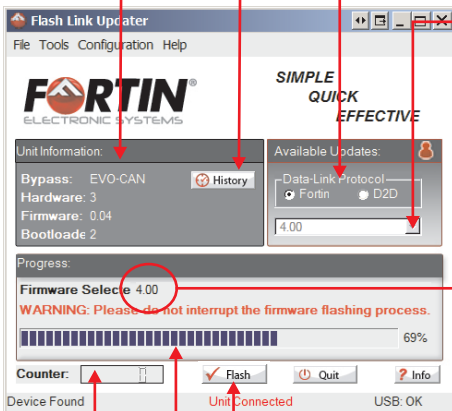 Flash Link Updater
File Tools Configuration Help
FORTIN®
ELECTRONIC SYSTEMS
SIMPLE
QUICK
EFFECTIVE
Unit Information:
Bypass: EVO-CAN
History
Hardware: 3
Firmware: 0.04
Bootloade 2
Available Updates:
Data-Link Protocol
Fortin D2D
4.00
Progress:
Firmware Selecte 4.00
WARNING: Please do not interrupt the firmware flashing process.
69%
Counter: Flash Quit ? Info
Device Found Unit Connected USB: OK